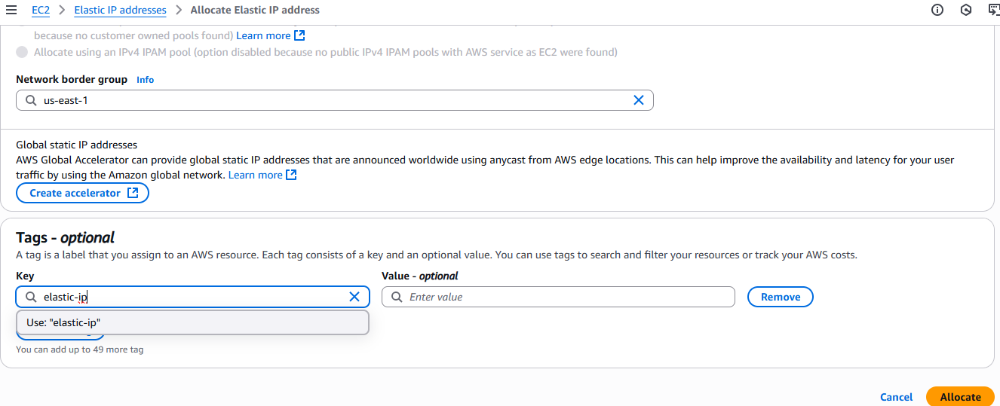 EC2 > Elastic IP addresses > Allocate Elastic IP address
because no customer owned pools found) Learn more
Allocate using an IPv4 IPAM pool (option disabled because no public IPv4 IPAM pools with AWS service as EC2 were found)
Network border group Info
us-east-1
Global static IP addresses
AWS Global Accelerator can provide global static IP addresses that are announced worldwide using anycast from AWS edge locations. This can help improve the availability and latency for your user
traffic by using the Amazon global network. Learn more
Create accelerator
Tags - optional
A tag is a label that you assign to an AWS resource. Each tag consists of a key and an optional value. You can use tags to search and filter your resources or track your AWS costs.
Key Value - optional
elastic-ip Enter value Remove
Use: "elastic-ip"
You can add up to 49 more tag
Cancel Allocate